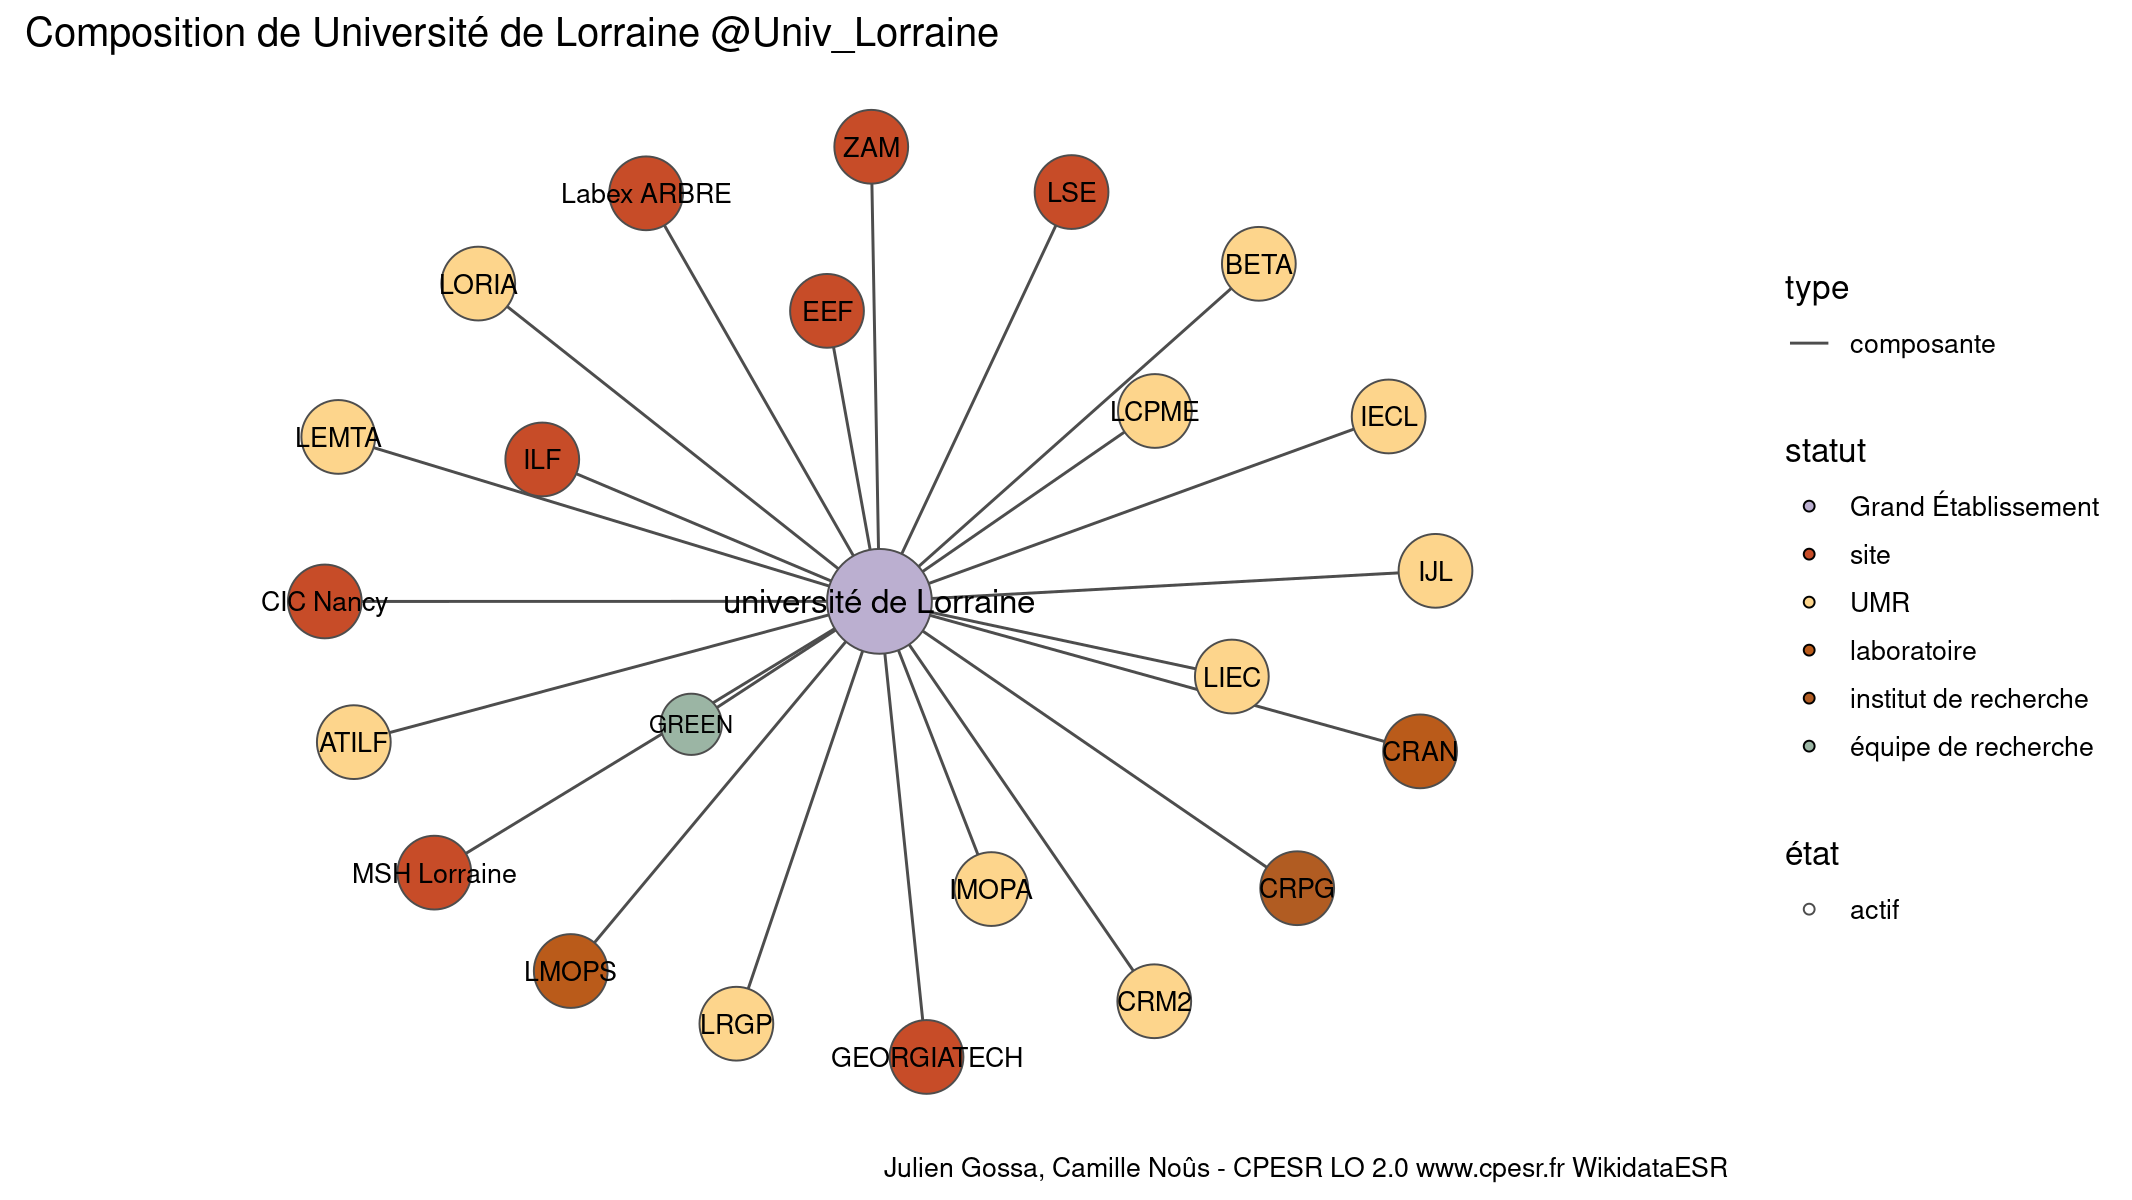 Composition de Université de Lorraine @Univ_Lorraine
ZAM
Labex ARBRE
LSE
BETA
LORIA
EEF
LCPME
IECL
LEMTA
ILF
IJL
CIC Nancy
université de Lorraine
LIEC
GREEN
ATILF
CRAN
MSH Lorraine
IMOPA
CRPG
LMOPS
CRM2
LRGP
GEORGIATECH
type
composante
statut
Grand Établissement
site
UMR
laboratoire
institut de recherche
équipe de recherche
état
actif
Julien Gossa, Camille Noûs - CPESR LO 2.0 www.cpesr.fr WikidataESR